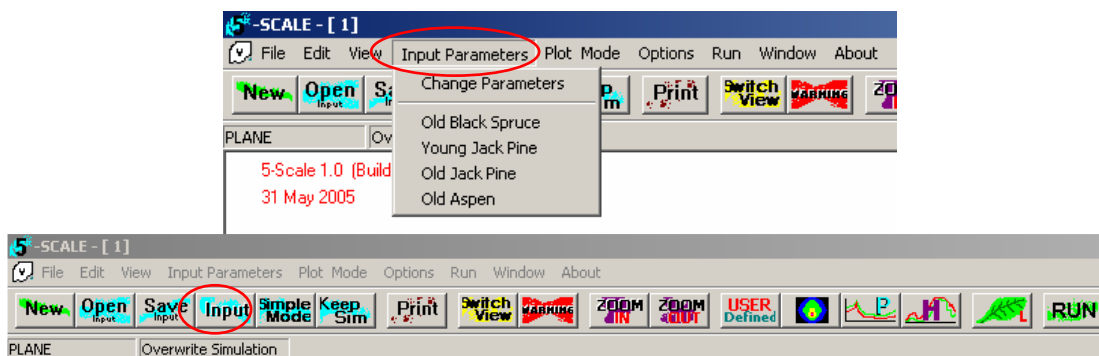 5-SCALE - [ 1]
File Edit View Input Parameters Plot Mode Options Run Window About
New Open Input Print Switch View WARNING
Change Parameters
Old Black Spruce
Young Jack Pine
Old Jack Pine
Old Aspen
PLANE
5-Scale 1.0 (Build
31 May 2005
5-SCALE - [ 1]
File Edit View Input Parameters Plot Mode Options Run Window About
New Open Input Save Input Input Simple Mode Keep Sim Print Switch View WARNING ZOOM IN ZOOM OUT USER Defined P H L RUN
PLANE Overwrite Simulation